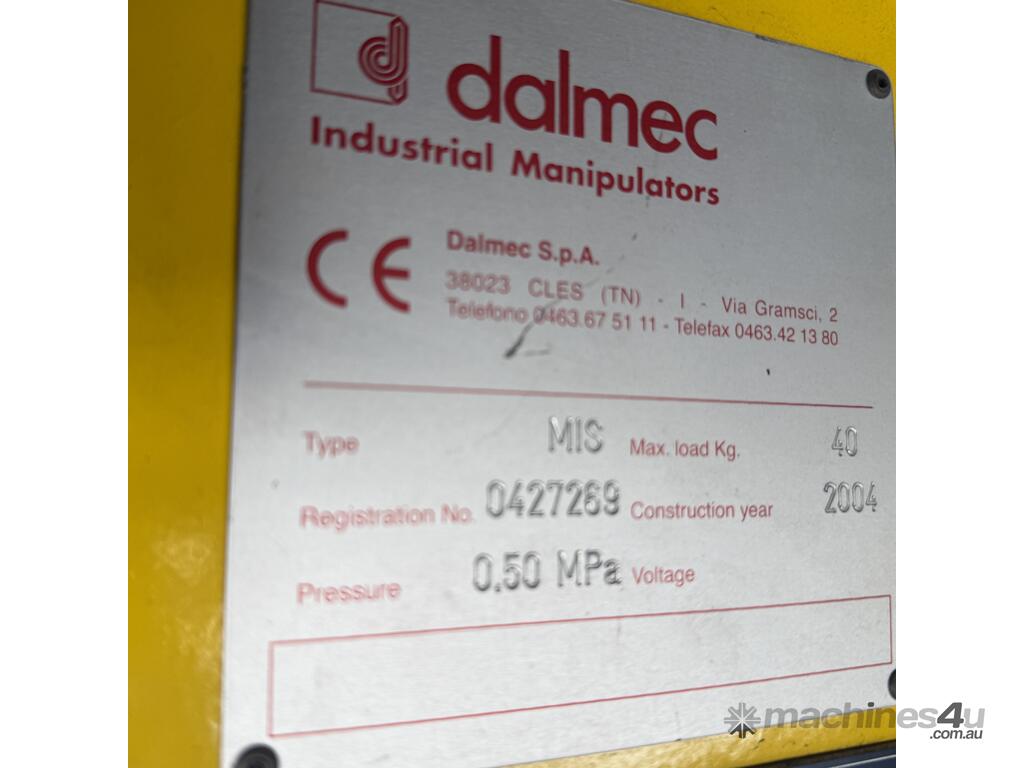 dalmec
Industrial Manipulators
CE
Dalmec S.p.A.
38023 CLES (TN) - I - Via Gramsci, 2
Telefono 0463.67 51 11 - Telefax 0463.42 13 80
Type MIS Max. load Kg. 40
Registration No. 0427269 Construction year 2004
Pressure 0,50 MPa Voltage
machines4u
.com.au